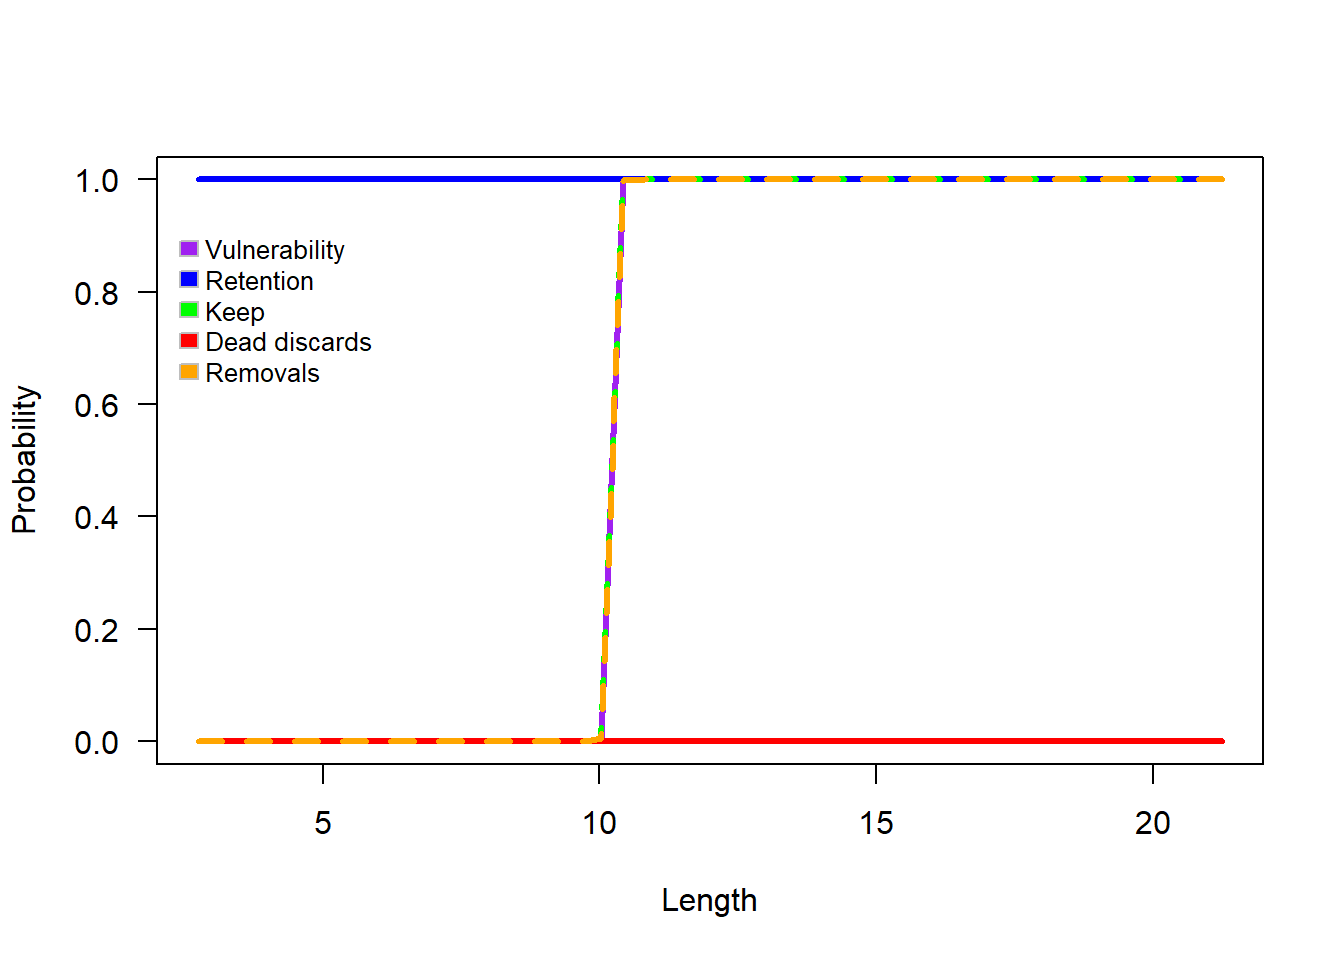 1.0
0.8
0.6
0.4
0.2
0.0
Probability
Vulnerability
Retention
Keep
Dead discards
Removals
5 10 15 20
Length